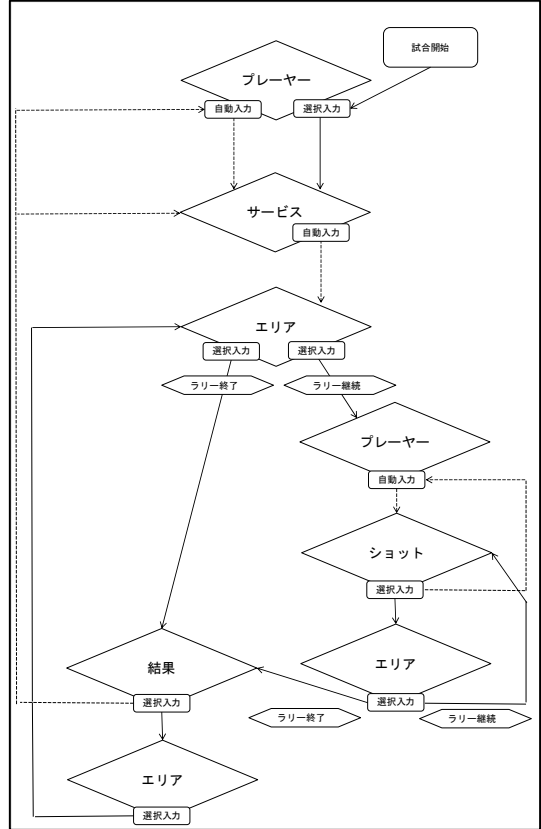 試合開始
プレーヤー
自動入力
選択入力
サービス
自動入力
エリア
選択入力
選択入力
ラリー終了
ラリー継続
プレーヤー
自動入力
ショット
選択入力
結果
エリア
選択入力
選択入力
ラリー終了
ラリー継続
エリア
選択入力